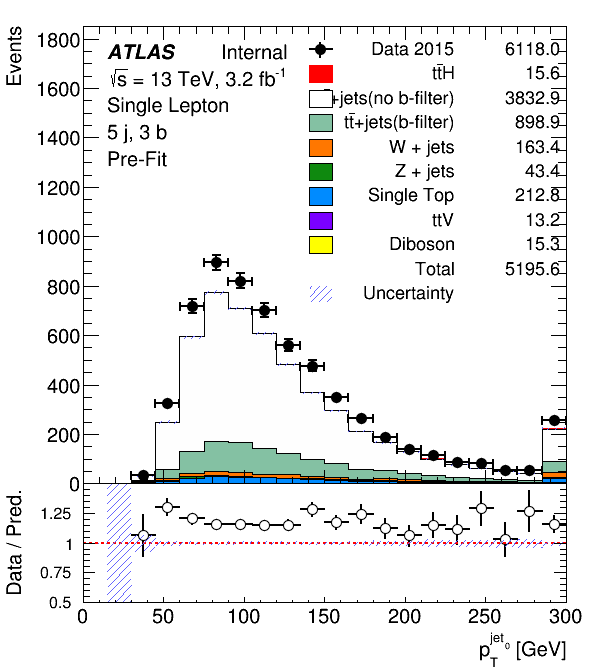 Events
1800
1600
1400
1200
1000
800
600
400
200
0
ATLAS Internal
√s = 13 TeV, 3.2 fb⁻¹
Single Lepton
5 j, 3 b
Pre-Fit
Data 2015 6118.0
tt̄H 15.6
+jets(no b-filter) 3832.9
tt̄+jets(b-filter) 898.9
W + jets 163.4
Z + jets 43.4
Single Top 212.8
ttV 13.2
Diboson 15.3
Total 5195.6
Uncertainty
Data / Pred.
1.25
1
0.75
0.5
0 50 100 150 200 250 300
p_T^jet₀ [GeV]